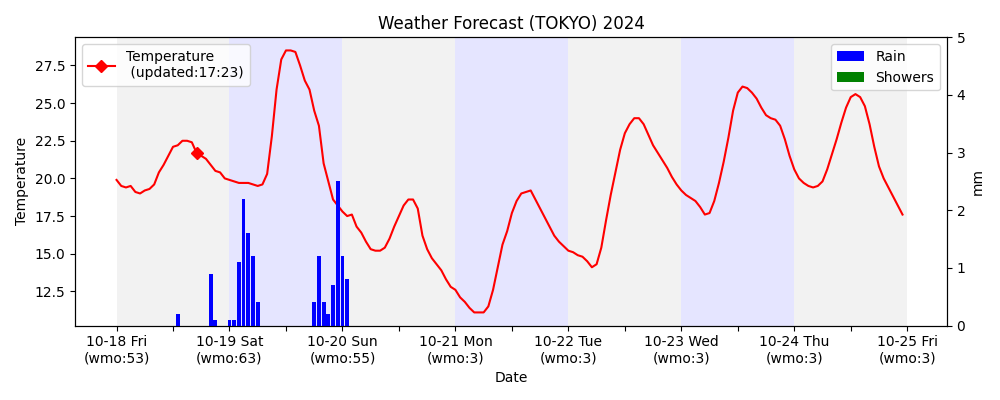 Weather Forecast (TOKYO) 2024
Temperature
(updated:17:23)
Rain
Showers
27.5
25.0
22.5
20.0
17.5
15.0
12.5
Temperature
5
4
3
2
1
0
mm
10-18 Fri
(wmo:53)
10-19 Sat
(wmo:63)
10-20 Sun
(wmo:55)
10-21 Mon
(wmo:3)
10-22 Tue
(wmo:3)
10-23 Wed
(wmo:3)
10-24 Thu
(wmo:3)
10-25 Fri
(wmo:3)
Date